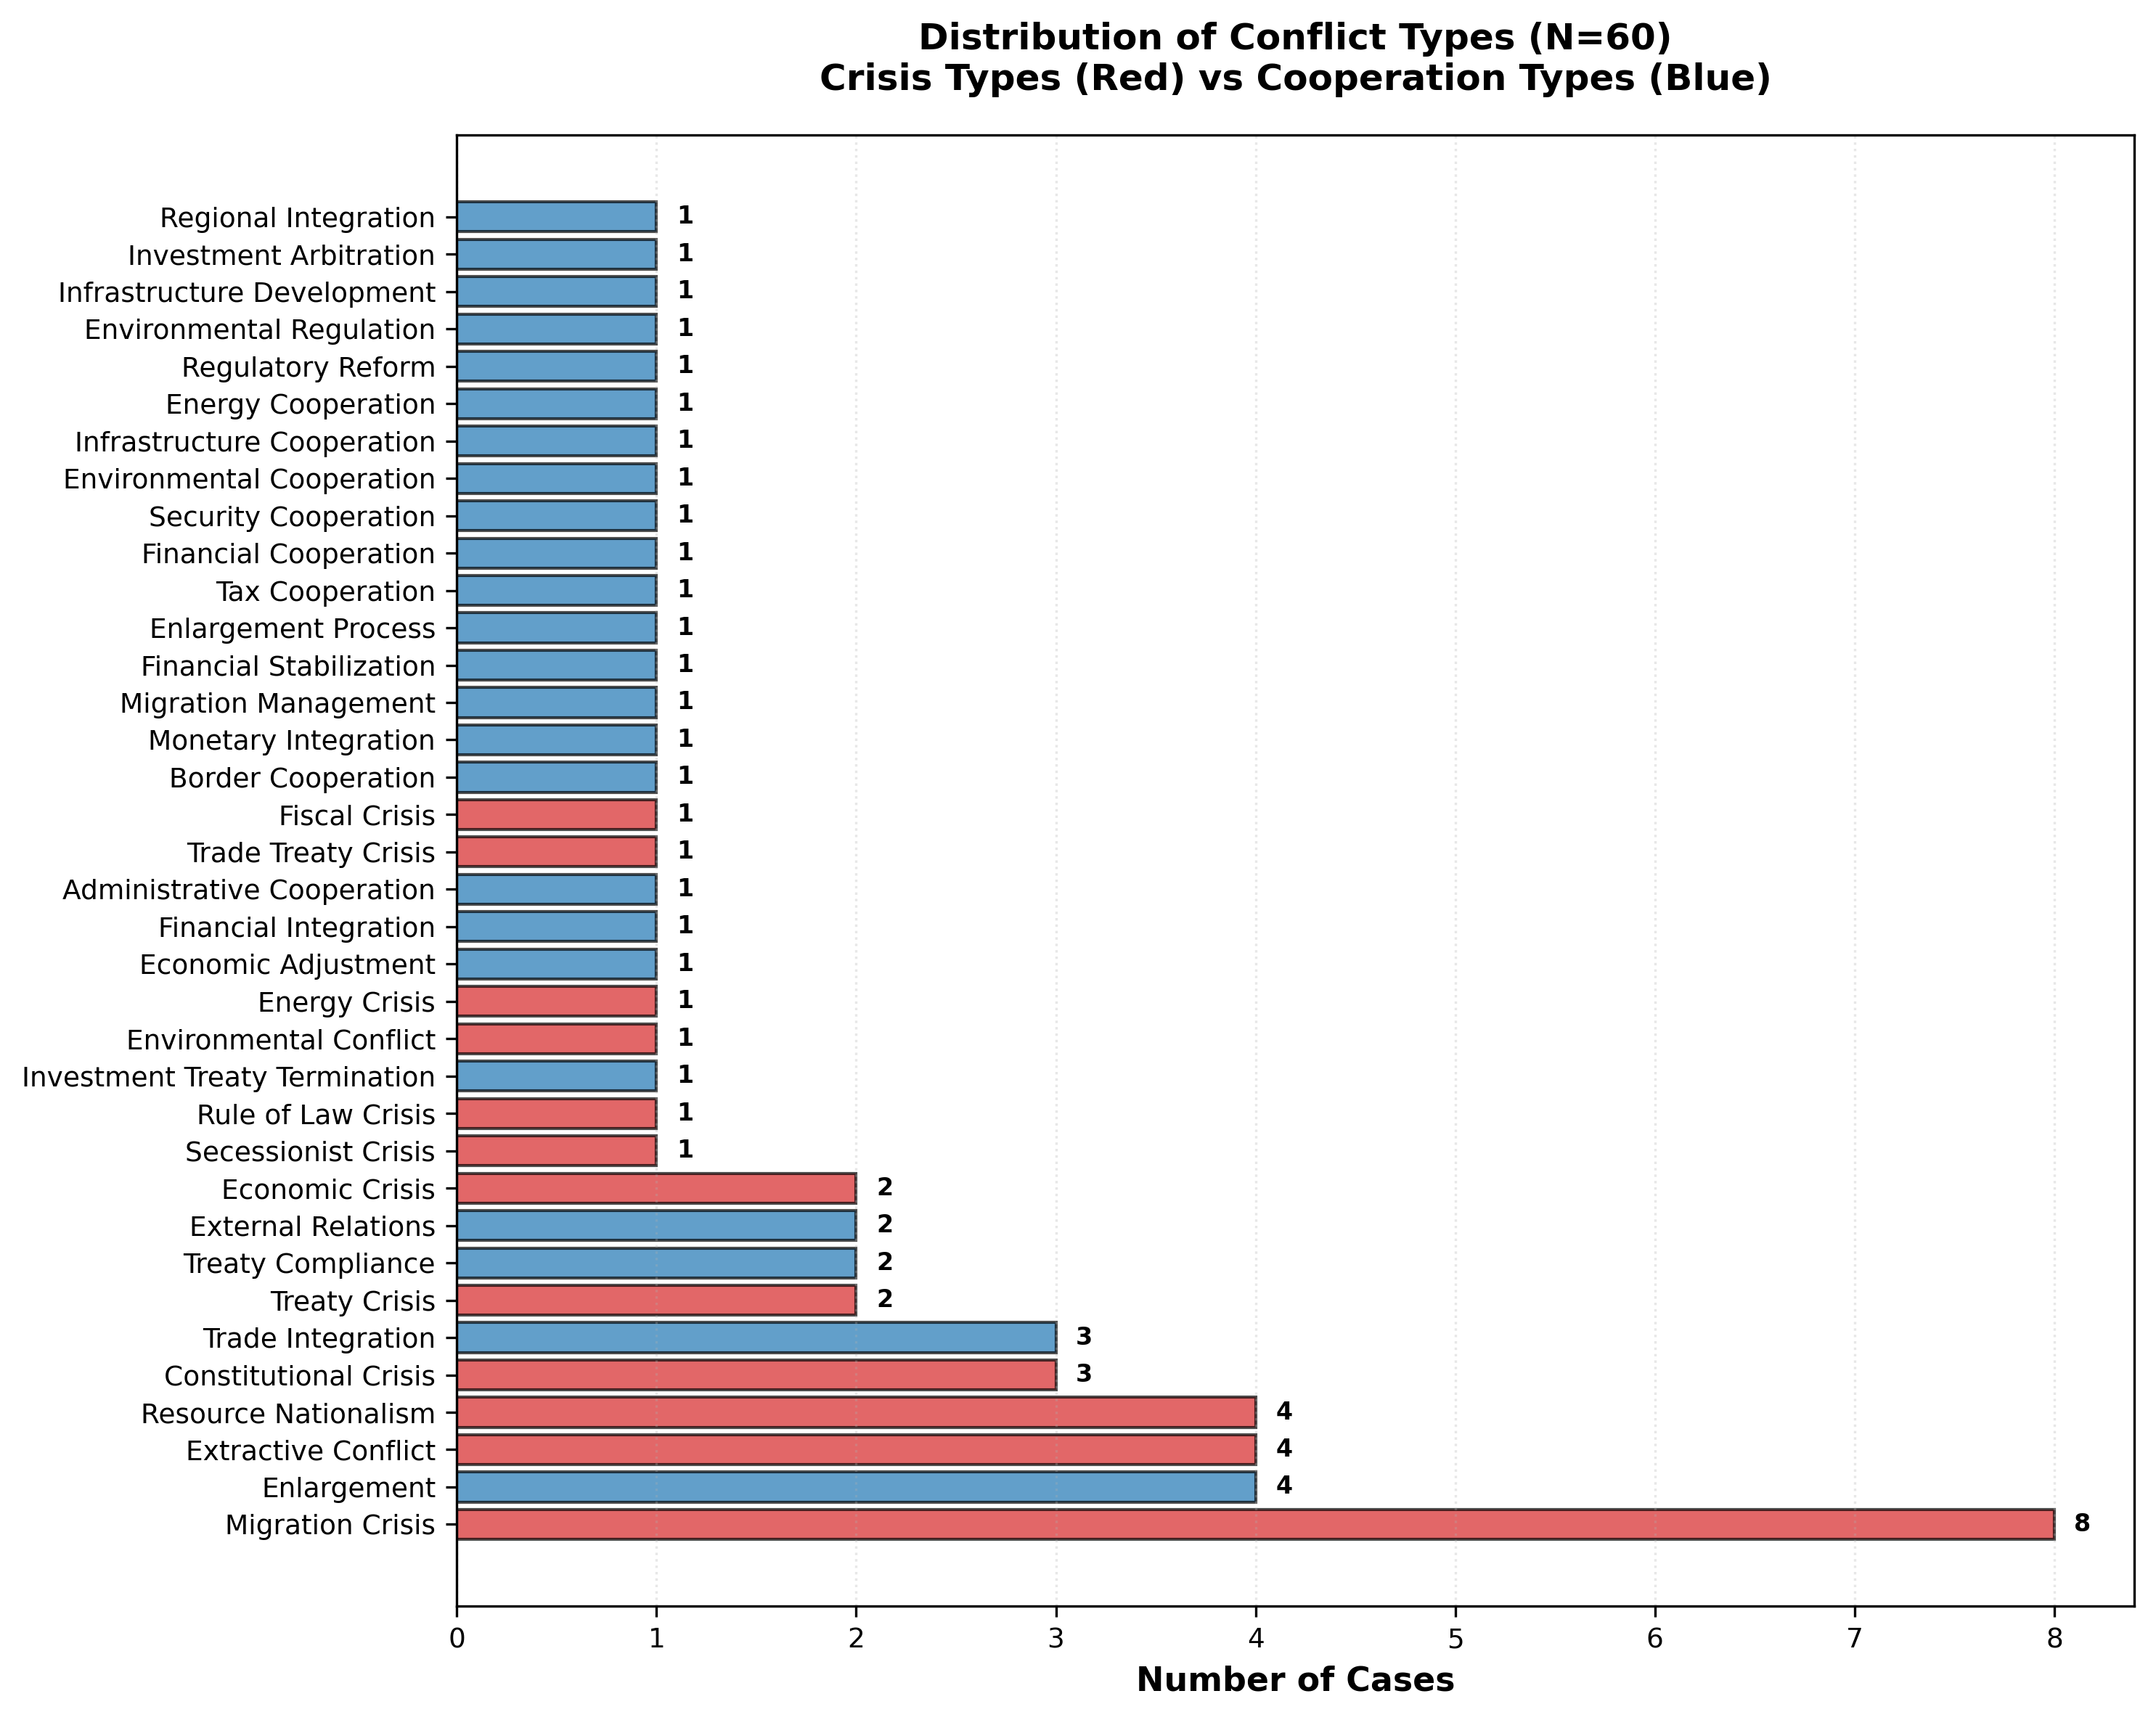 Distribution of Conflict Types (N=60)
Crisis Types (Red) vs Cooperation Types (Blue)
Regional Integration 1
Investment Arbitration 1
Infrastructure Development 1
Environmental Regulation 1
Regulatory Reform 1
Energy Cooperation 1
Infrastructure Cooperation 1
Environmental Cooperation 1
Security Cooperation 1
Financial Cooperation 1
Tax Cooperation 1
Enlargement Process 1
Financial Stabilization 1
Migration Management 1
Monetary Integration 1
Border Cooperation 1
Fiscal Crisis 1
Trade Treaty Crisis 1
Administrative Cooperation 1
Financial Integration 1
Economic Adjustment 1
Energy Crisis 1
Environmental Conflict 1
Investment Treaty Termination 1
Rule of Law Crisis 1
Secessionist Crisis 1
Economic Crisis 2
External Relations 2
Treaty Compliance 2
Treaty Crisis 2
Trade Integration 3
Constitutional Crisis 3
Resource Nationalism 4
Extractive Conflict 4
Enlargement 4
Migration Crisis 8
0 1 2 3 4 5 6 7 8
Number of Cases